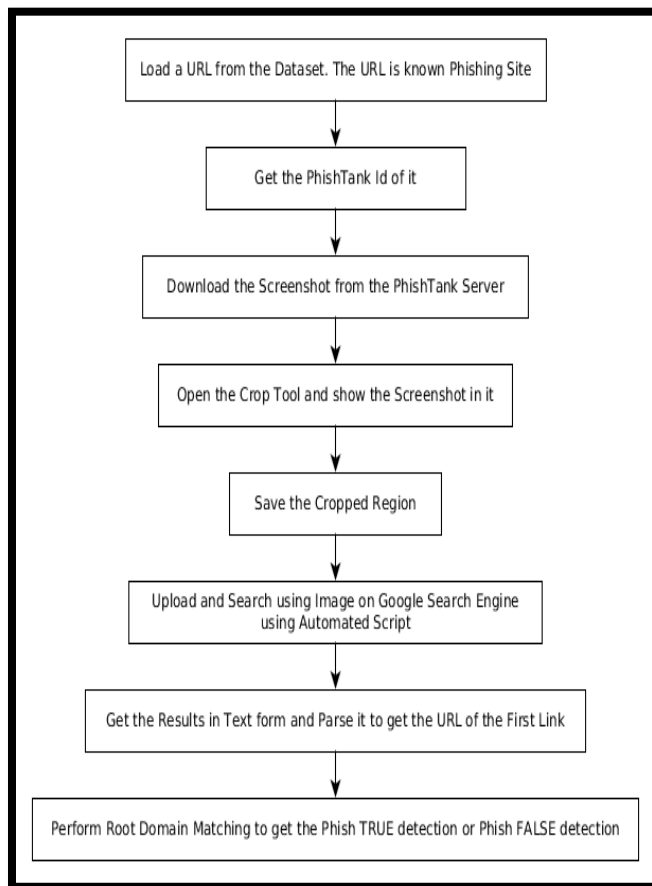 Load a URL from the Dataset. The URL is known Phishing Site
Get the PhishTank Id of it
Download the Screenshot from the PhishTank Server
Open the Crop Tool and show the Screenshot in it
Save the Cropped Region
Upload and Search using Image on Google Search Engine
using Automated Script
Get the Results in Text form and Parse it to get the URL of the First Link
Perform Root Domain Matching to get the Phish TRUE detection or Phish FALSE detection